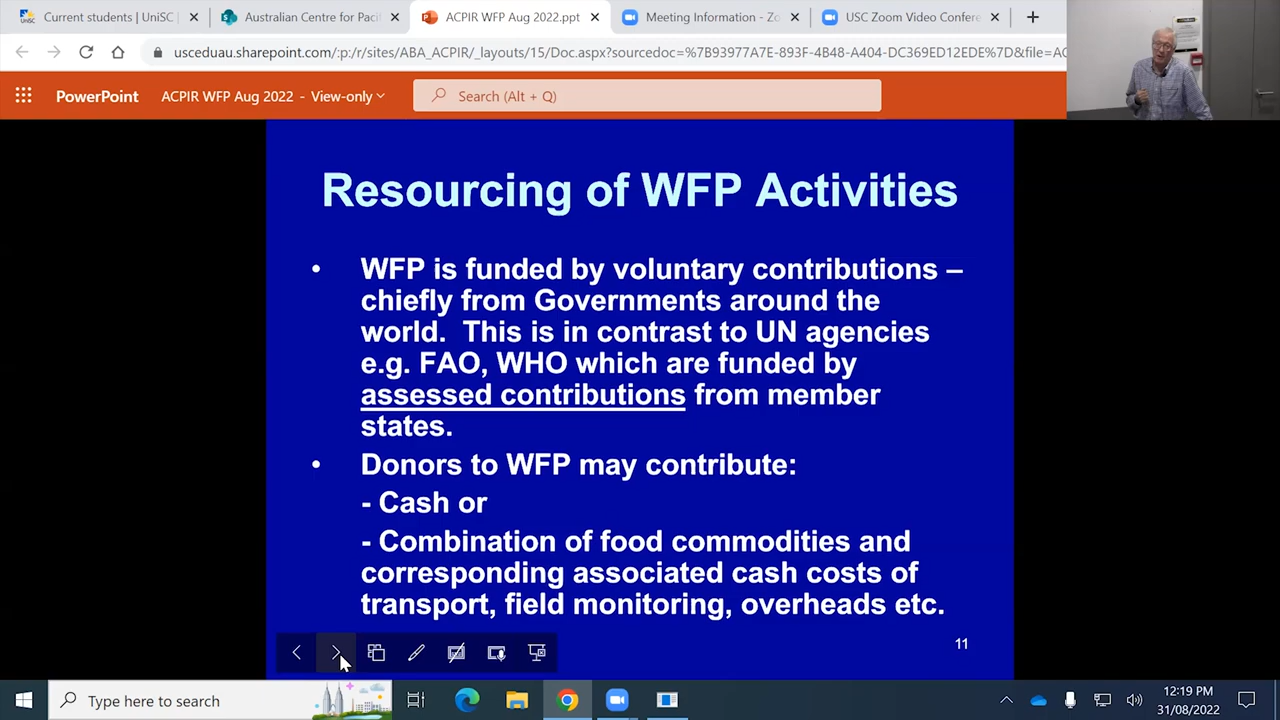 Current students | UniSC |
Australian Centre for Pacif
ACPIR WFP Aug 2022.ppt
Meeting Information - Zo
USC Zoom Video Confere
usceduau.sharepoint.com/:p:/r/sites/ABA_ACPIR/_layouts/15/Doc.aspx?sourcedoc=%7B93977A7E-893F-4B48-A404-DC369ED12EDE%7D&file=AC
PowerPoint
ACPIR WFP Aug 2022 - View-only
Search (Alt + Q)
Resourcing of WFP Activities
• WFP is funded by voluntary contributions –
chiefly from Governments around the
world. This is in contrast to UN agencies
e.g. FAO, WHO which are funded by
assessed contributions from member
states.
• Donors to WFP may contribute:
- Cash or
- Combination of food commodities and
corresponding associated cash costs of
transport, field monitoring, overheads etc.
11
Type here to search
12:19 PM
31/08/2022